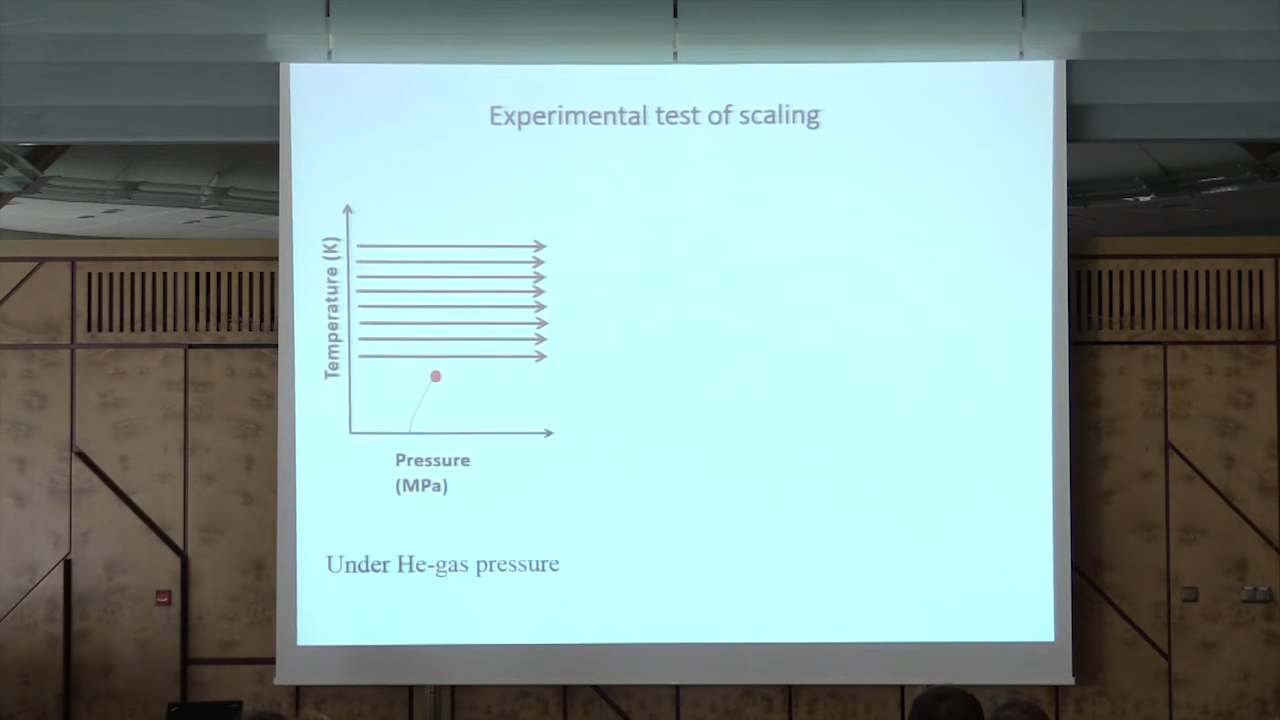 Experimental test of scaling
Temperature (K)
Pressure
(MPa)
Under He-gas pressure